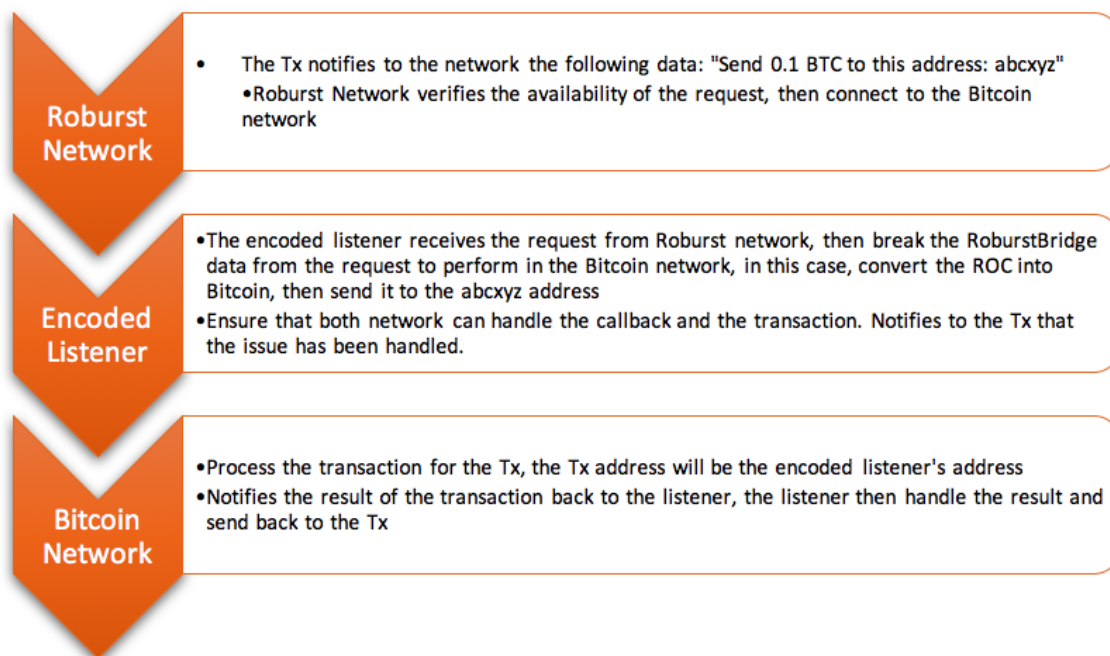 Roburst
Network
• The Tx notifies to the network the following data: "Send 0.1 BTC to this address: abcxyz"
•Roburst Network verifies the availability of the request, then connect to the Bitcoin
network
Encoded
Listener
•The encoded listener receives the request from Roburst network, then break the RoburstBridge
data from the request to perform in the Bitcoin network, in this case, convert the ROC into
Bitcoin, then send it to the abcxyz address
•Ensure that both network can handle the callback and the transaction. Notifies to the Tx that
the issue has been handled.
Bitcoin
Network
•Process the transaction for the Tx, the Tx address will be the encoded listener's address
•Notifies the result of the transaction back to the listener, the listener then handle the result and
send back to the Tx